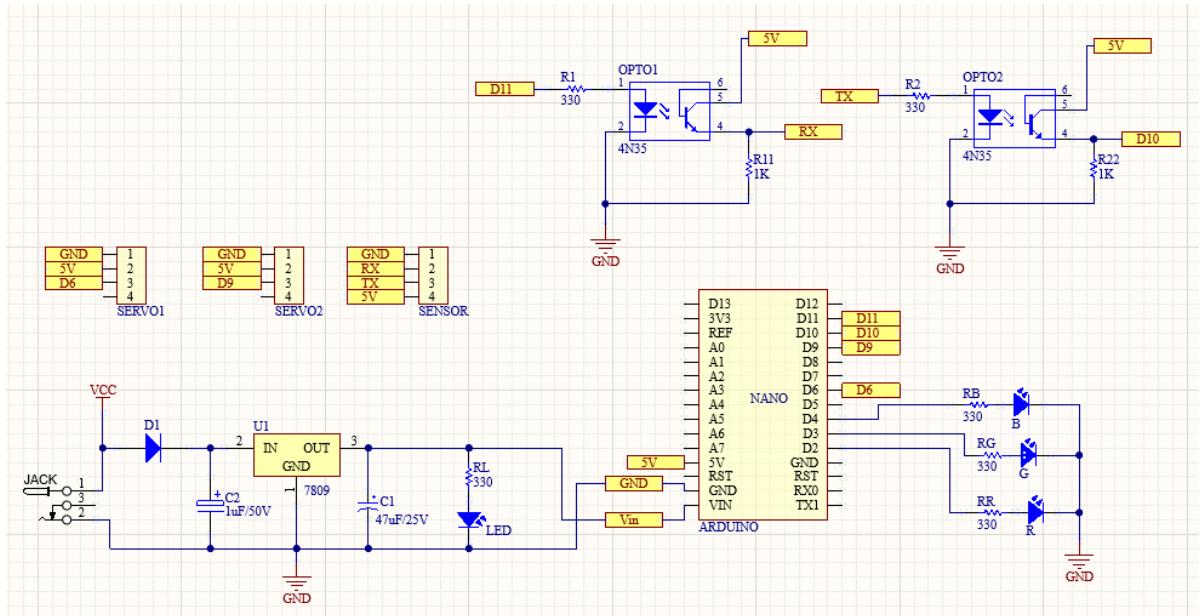 5V
D11
R1
330
OPTO1
1
2
6
5
4
4N35
RX
R11
1K
GND
5V
TX
R2
330
OPTO2
1
2
6
5
4
4N35
D10
R22
1K
GND
GND 1
5V 2
D6 3
4
SERVO1
GND 1
5V 2
D9 3
4
SERVO2
GND 1
RX 2
TX 3
5V 4
SENSOR
D13 D12
3V3 D11 D11
REF D10 D10
A0 D9 D9
A1 D8
A2 D7
A3 D6 D6
A4 NANO D5
A5 D4
A6 D3
A7 D2
5V 5V GND
RST RST
GND GND RX0
Vin VIN TX1
ARDUINO
RB
330
B
RG
330
G
RR
330
R
GND
VCC
JACK
1
3
2
D1
C2
1uF/50V
U1
2 IN OUT 3
GND
1
7809
C1
47uF/25V
RL
330
LED
GND